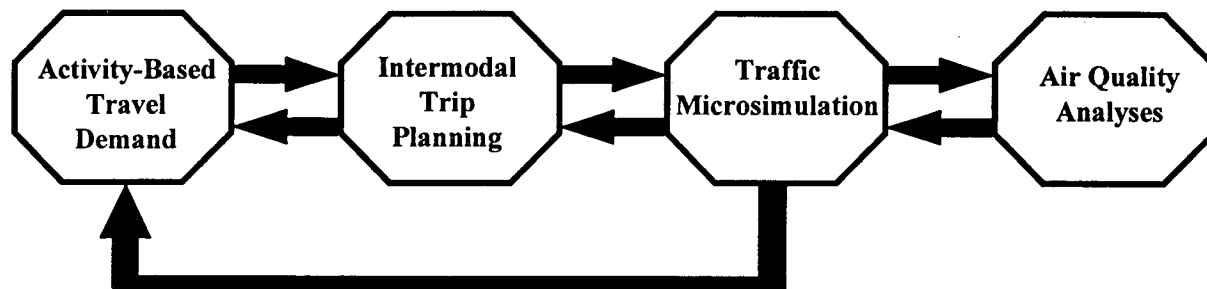 Activity-Based
Travel
Demand
Intermodal
Trip
Planning
Traffic
Microsimulation
Air Quality
Analyses